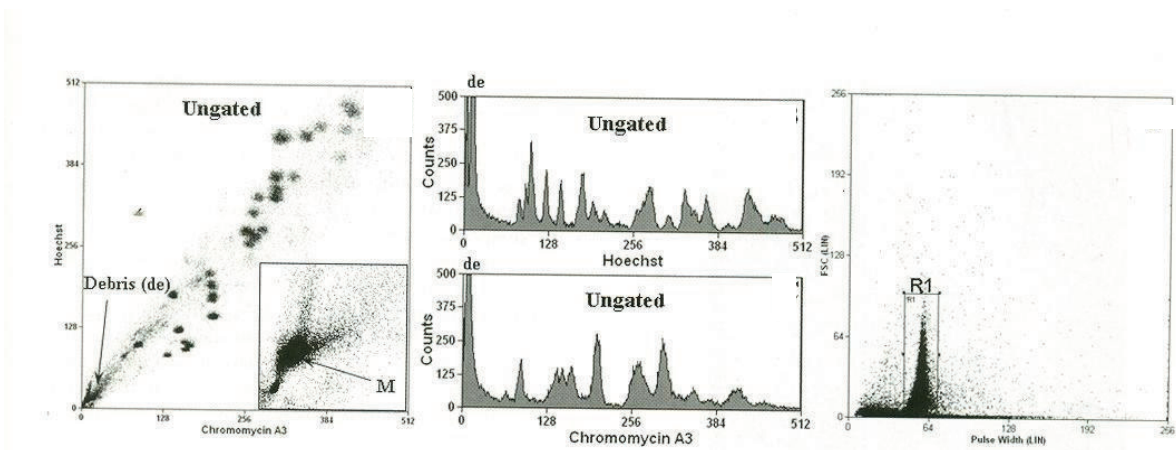 512
Ungated
384
Hoechst
256
Debris (de)
128
M
0
0
128
256
384
512
Chromomycin A3
de
500
Ungated
375
Counts
250
125
0
0
128
256
384
512
Hoechst
de
500
Ungated
375
Counts
250
125
0
0
128
256
384
512
Chromomycin A3
256
192
FSC (LIN)
128
R1
R1
64
0
0
64
128
192
256
Pulse Width (LIN)